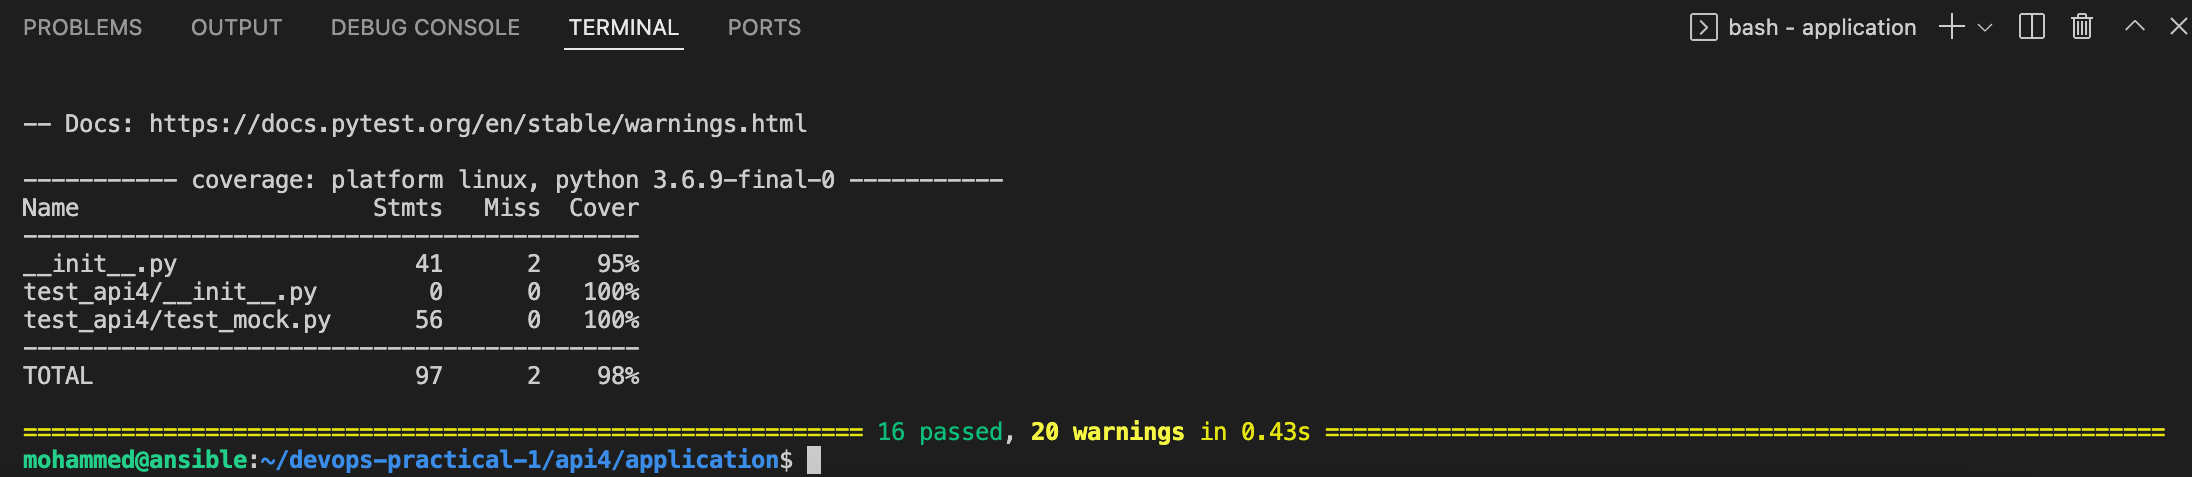 PROBLEMS OUTPUT DEBUG CONSOLE TERMINAL PORTS bash - application
-- Docs: https://docs.pytest.org/en/stable/warnings.html
----------- coverage: platform linux, python 3.6.9-final-0 -----------
Name                      Stmts   Miss  Cover
--------------------------------------------
__init__.py                 41      2    95%
test_api4/__init__.py        0      0   100%
test_api4/test_mock.py      56      0   100%
--------------------------------------------
TOTAL                       97      2    98%
============================================================ 16 passed, 20 warnings in 0.43s ============================================================
mohammed@ansible:~/devops-practical-1/api4/application$